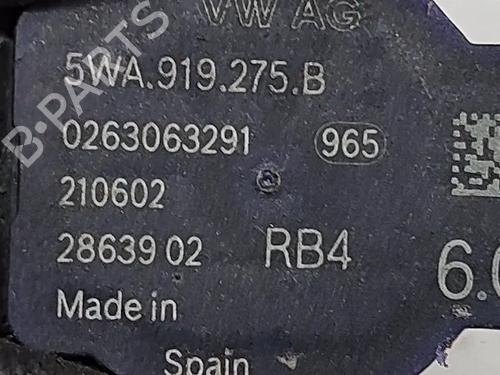 VW AG
5WA.919.275.B
0263063291 965
210602
28639 02 RB4 6.0
Made in
Spain
B-PARTS